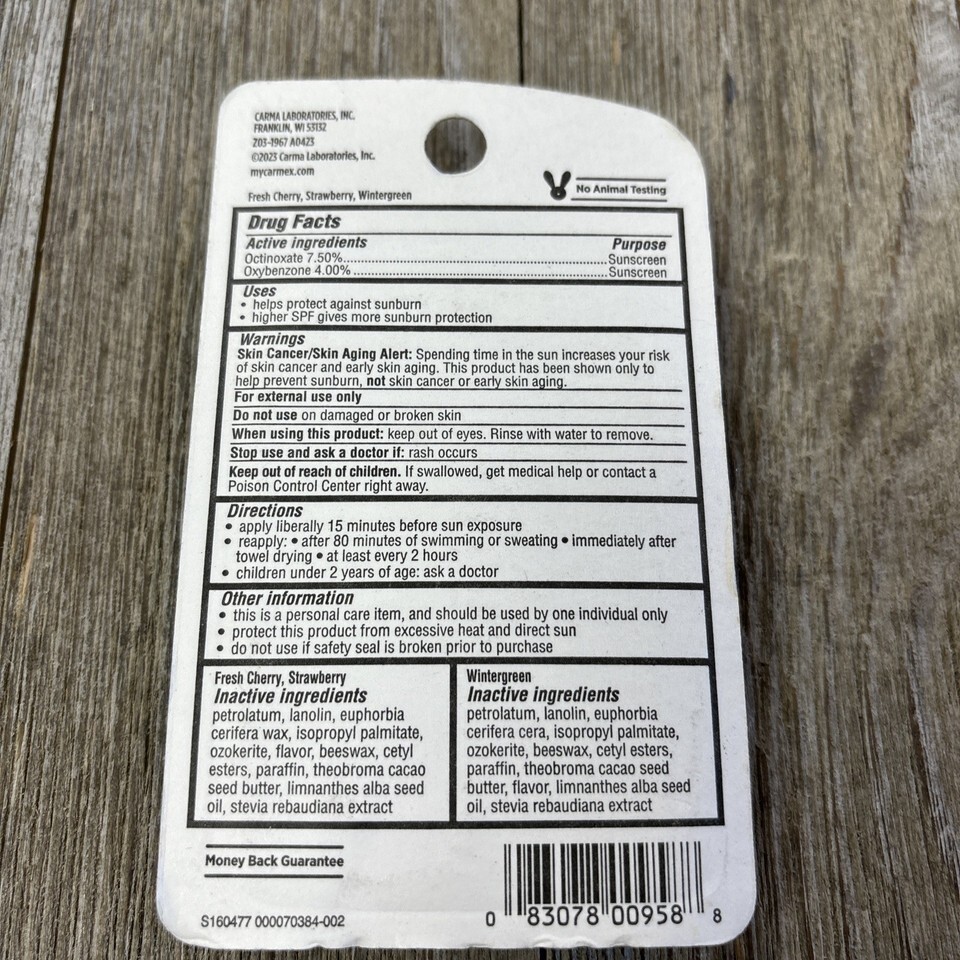 CARMA LABORATORIES, INC.
FRANKLIN, WI 53132
Z03-1967 A0423
©2023 Carma Laboratories, Inc.
mycarmex.com
No Animal Testing
Fresh Cherry, Strawberry, Wintergreen
Drug Facts
Active ingredients Purpose
Octinoxate 7.50%......Sunscreen
Oxybenzone 4.00%......Sunscreen
Uses
• helps protect against sunburn
• higher SPF gives more sunburn protection
Warnings
Skin Cancer/Skin Aging Alert: Spending time in the sun increases your risk
of skin cancer and early skin aging. This product has been shown only to
help prevent sunburn, not skin cancer or early skin aging.
For external use only
Do not use on damaged or broken skin
When using this product: keep out of eyes. Rinse with water to remove.
Stop use and ask a doctor if: rash occurs
Keep out of reach of children. If swallowed, get medical help or contact a
Poison Control Center right away.
Directions
• apply liberally 15 minutes before sun exposure
• reapply: • after 80 minutes of swimming or sweating • immediately after
towel drying • at least every 2 hours
• children under 2 years of age: ask a doctor
Other information
• this is a personal care item, and should be used by one individual only
• protect this product from excessive heat and direct sun
• do not use if safety seal is broken prior to purchase
Fresh Cherry, Strawberry
Inactive ingredients
petrolatum, lanolin, euphorbia
cerifera wax, isopropyl palmitate,
ozokerite, flavor, beeswax, cetyl
esters, paraffin, theobroma cacao
seed butter, limnanthes alba seed
oil, stevia rebaudiana extract
Wintergreen
Inactive ingredients
petrolatum, lanolin, euphorbia
cerifera cera, isopropyl palmitate,
ozokerite, beeswax, cetyl esters,
paraffin, theobroma cacao seed
butter, flavor, limnanthes alba seed
oil, stevia rebaudiana extract
Money Back Guarantee
S160477 000070384-002
0 83078 00958 8